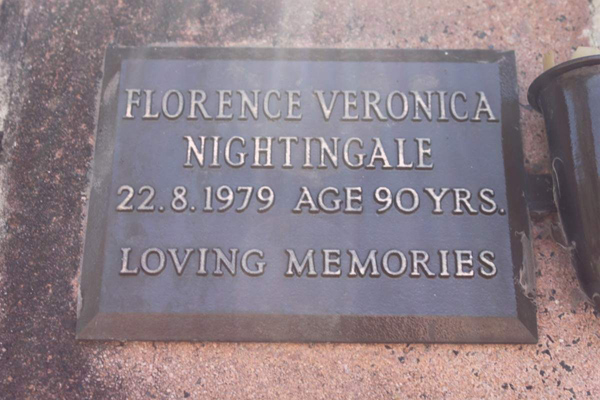 FLORENCE VERONICA
NIGHTINGALE
22.8.1979 AGE 90 YRS.
LOVING MEMORIES